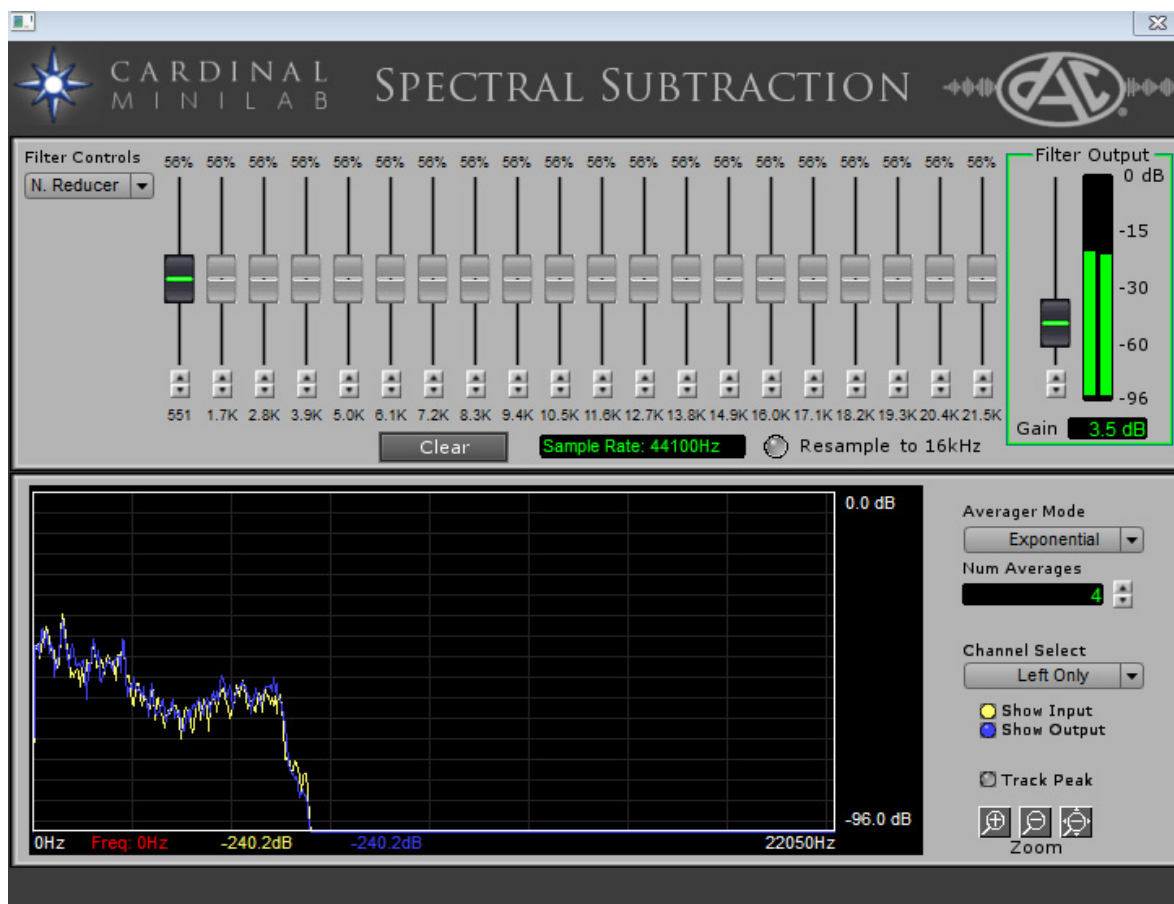 CARDINAL
MINILAB
SPECTRAL SUBTRACTION
DAC®
Filter Controls
N. Reducer
56% 56% 56% 56% 56% 56% 56% 56% 56% 56% 56% 56% 56% 56% 56% 56% 56% 56% 56% 56%
551 1.7K 2.8K 3.9K 5.0K 6.1K 7.2K 8.3K 9.4K 10.5K 11.6K 12.7K 13.8K 14.9K 16.0K 17.1K 18.2K 19.3K 20.4K 21.5K
Clear
Sample Rate: 44100Hz
Resample to 16kHz
Filter Output
0 dB
-15
-30
-60
-96
Gain 3.5 dB
0.0 dB
-96.0 dB
0Hz Freq: 0Hz -240.2dB -240.2dB 22050Hz
Averager Mode
Exponential
Num Averages
4
Channel Select
Left Only
Show Input
Show Output
Track Peak
Zoom